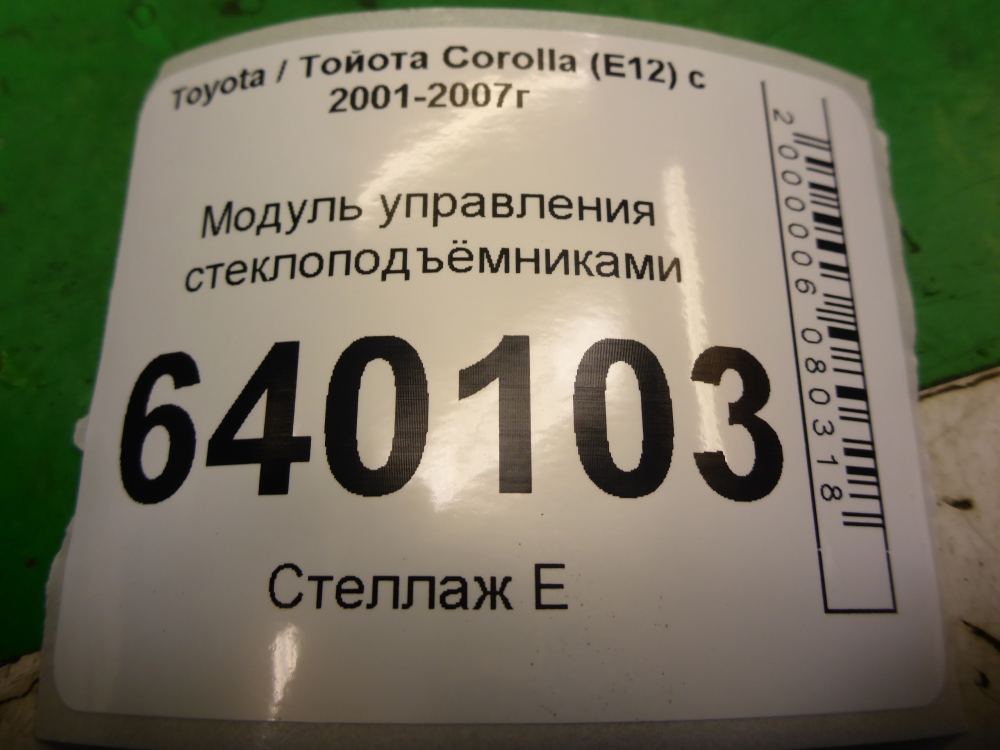 Toyota / Тойота Corolla (E12) с
2001-2007г
Модуль управления
стеклоподъёмниками
640103
Стеллаж Е
2000006080318